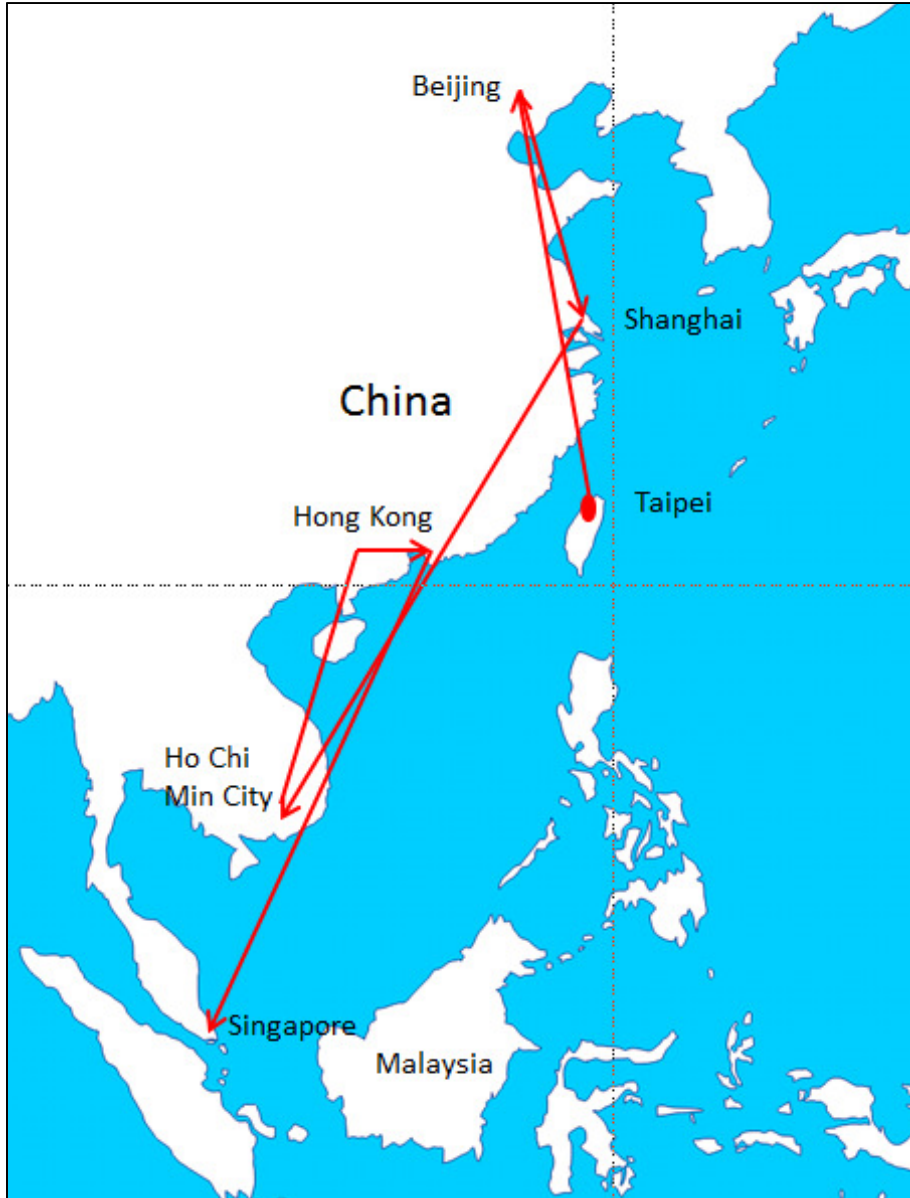 Beijing
Shanghai
China
Taipei
Hong Kong
Ho Chi
Min City
Singapore
Malaysia